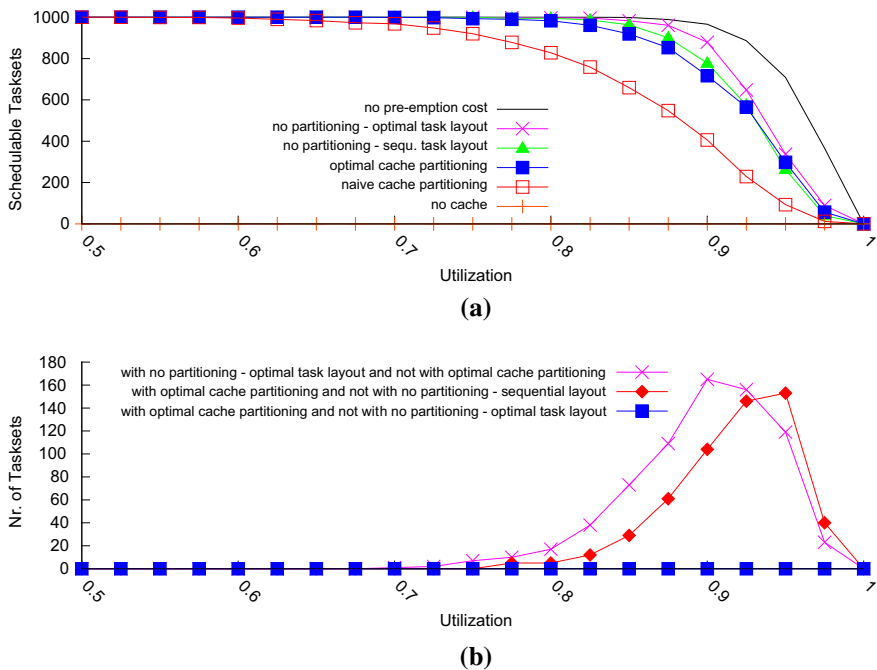 1000
800
600
400
200
0
Schedulable Tasksets
no pre-emption cost
no partitioning - optimal task layout
no partitioning - sequ. task layout
optimal cache partitioning
naive cache partitioning
no cache
0.5
0.6
0.7
0.8
0.9
1
Utilization
(a)
180
160
140
120
100
80
60
40
20
0
Nr. of Tasksets
with no partitioning - optimal task layout and not with optimal cache partitioning
with optimal cache partitioning and not with no partitioning - sequential layout
with optimal cache partitioning and not with no partitioning - optimal task layout
0.5
0.6
0.7
0.8
0.9
1
Utilization
(b)